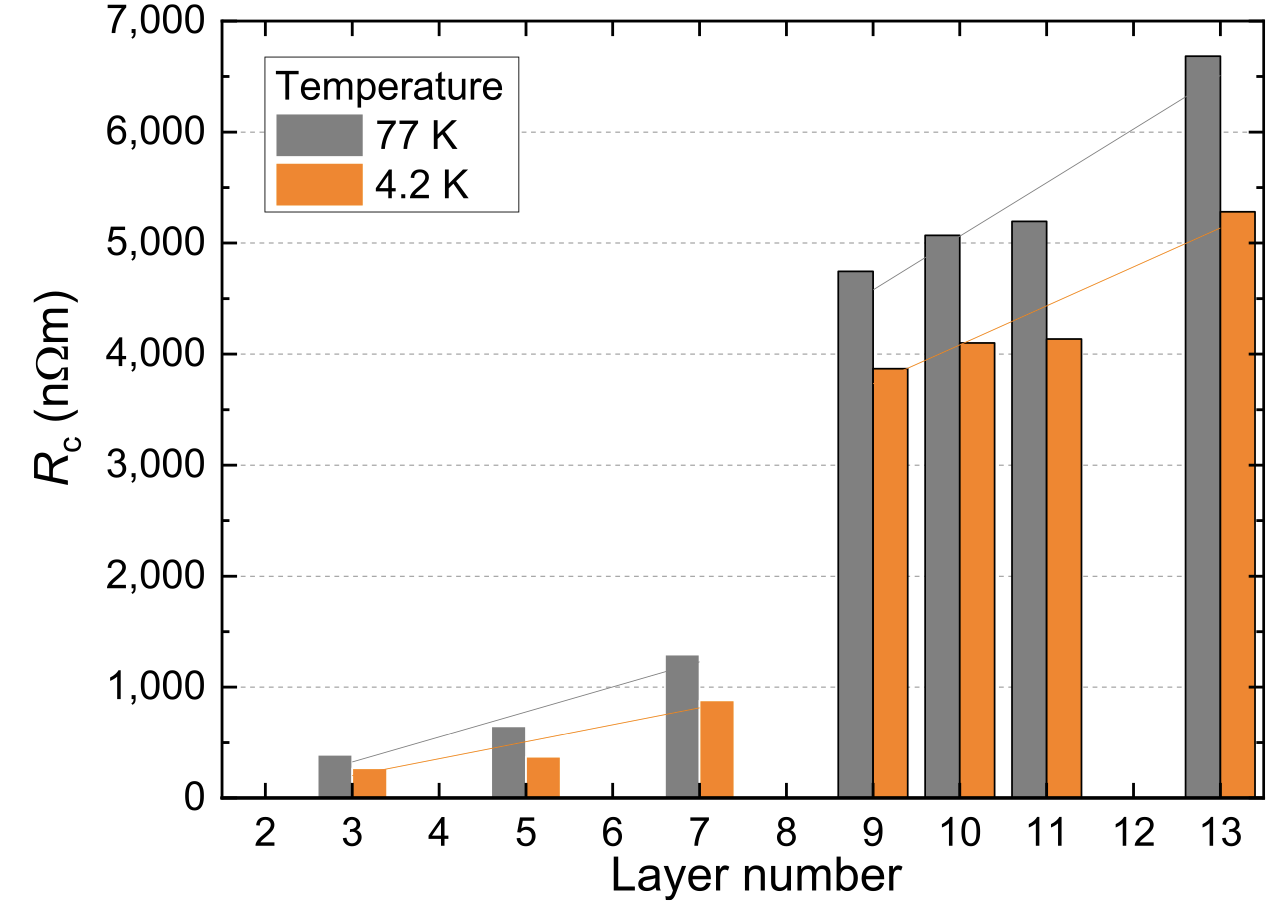 7,000
6,000
5,000
4,000
3,000
2,000
1,000
0
Rc (nΩm)
Temperature
77 K
4.2 K
2 3 4 5 6 7 8 9 10 11 12 13
Layer number